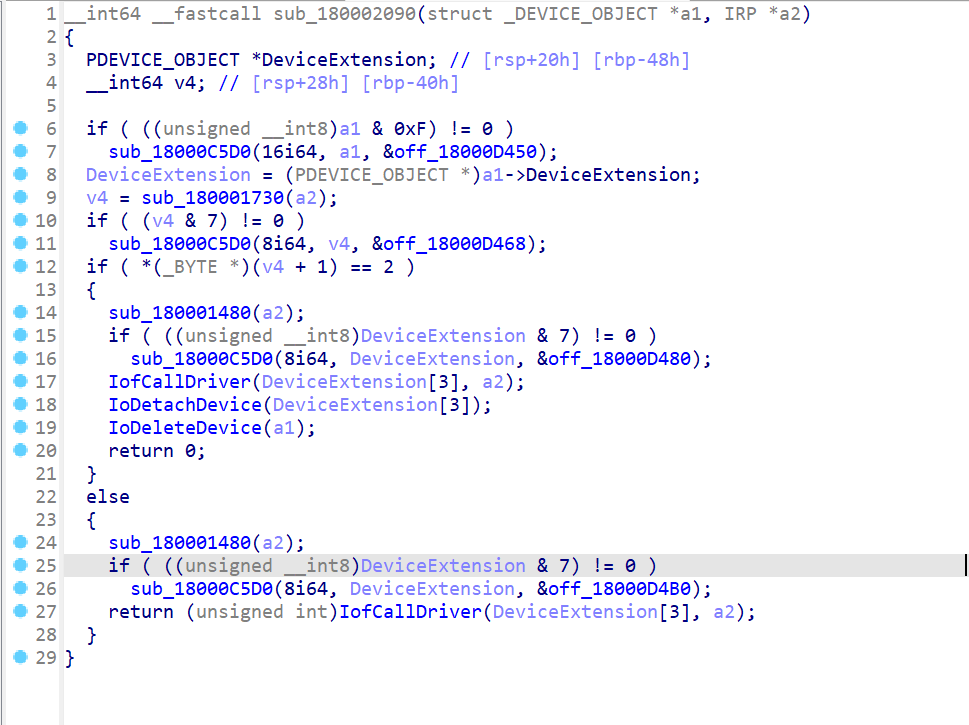 1 __int64 __fastcall sub_180002090(struct _DEVICE_OBJECT *a1, IRP *a2)
2 {
3 PDEVICE_OBJECT *DeviceExtension; // [rsp+20h] [rbp-48h]
4 __int64 v4; // [rsp+28h] [rbp-40h]
5
6 if ( ((unsigned __int8)a1 & 0xF) != 0 )
7 sub_18000C5D0(16i64, a1, &off_18000D450);
8 DeviceExtension = (PDEVICE_OBJECT *)a1->DeviceExtension;
9 v4 = sub_180001730(a2);
10 if ( (v4 & 7) != 0 )
11 sub_18000C5D0(8i64, v4, &off_18000D468);
12 if ( *(_BYTE *)(v4 + 1) == 2 )
13 {
14 sub_180001480(a2);
15 if ( ((unsigned __int8)DeviceExtension & 7) != 0 )
16 sub_18000C5D0(8i64, DeviceExtension, &off_18000D480);
17 IofCallDriver(DeviceExtension[3], a2);
18 IoDetachDevice(DeviceExtension[3]);
19 IoDeleteDevice(a1);
20 return 0;
21 }
22 else
23 {
24 sub_180001480(a2);
25 if ( ((unsigned __int8)DeviceExtension & 7) != 0 )
26 sub_18000C5D0(8i64, DeviceExtension, &off_18000D4B0);
27 return (unsigned int)IofCallDriver(DeviceExtension[3], a2);
28 }
29 }